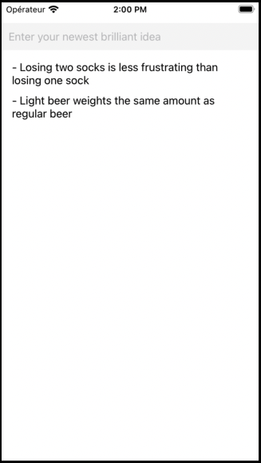 Opérateur 2:00 PM
Enter your newest brilliant idea
- Losing two socks is less frustrating than
losing one sock
- Light beer weights the same amount as
regular beer